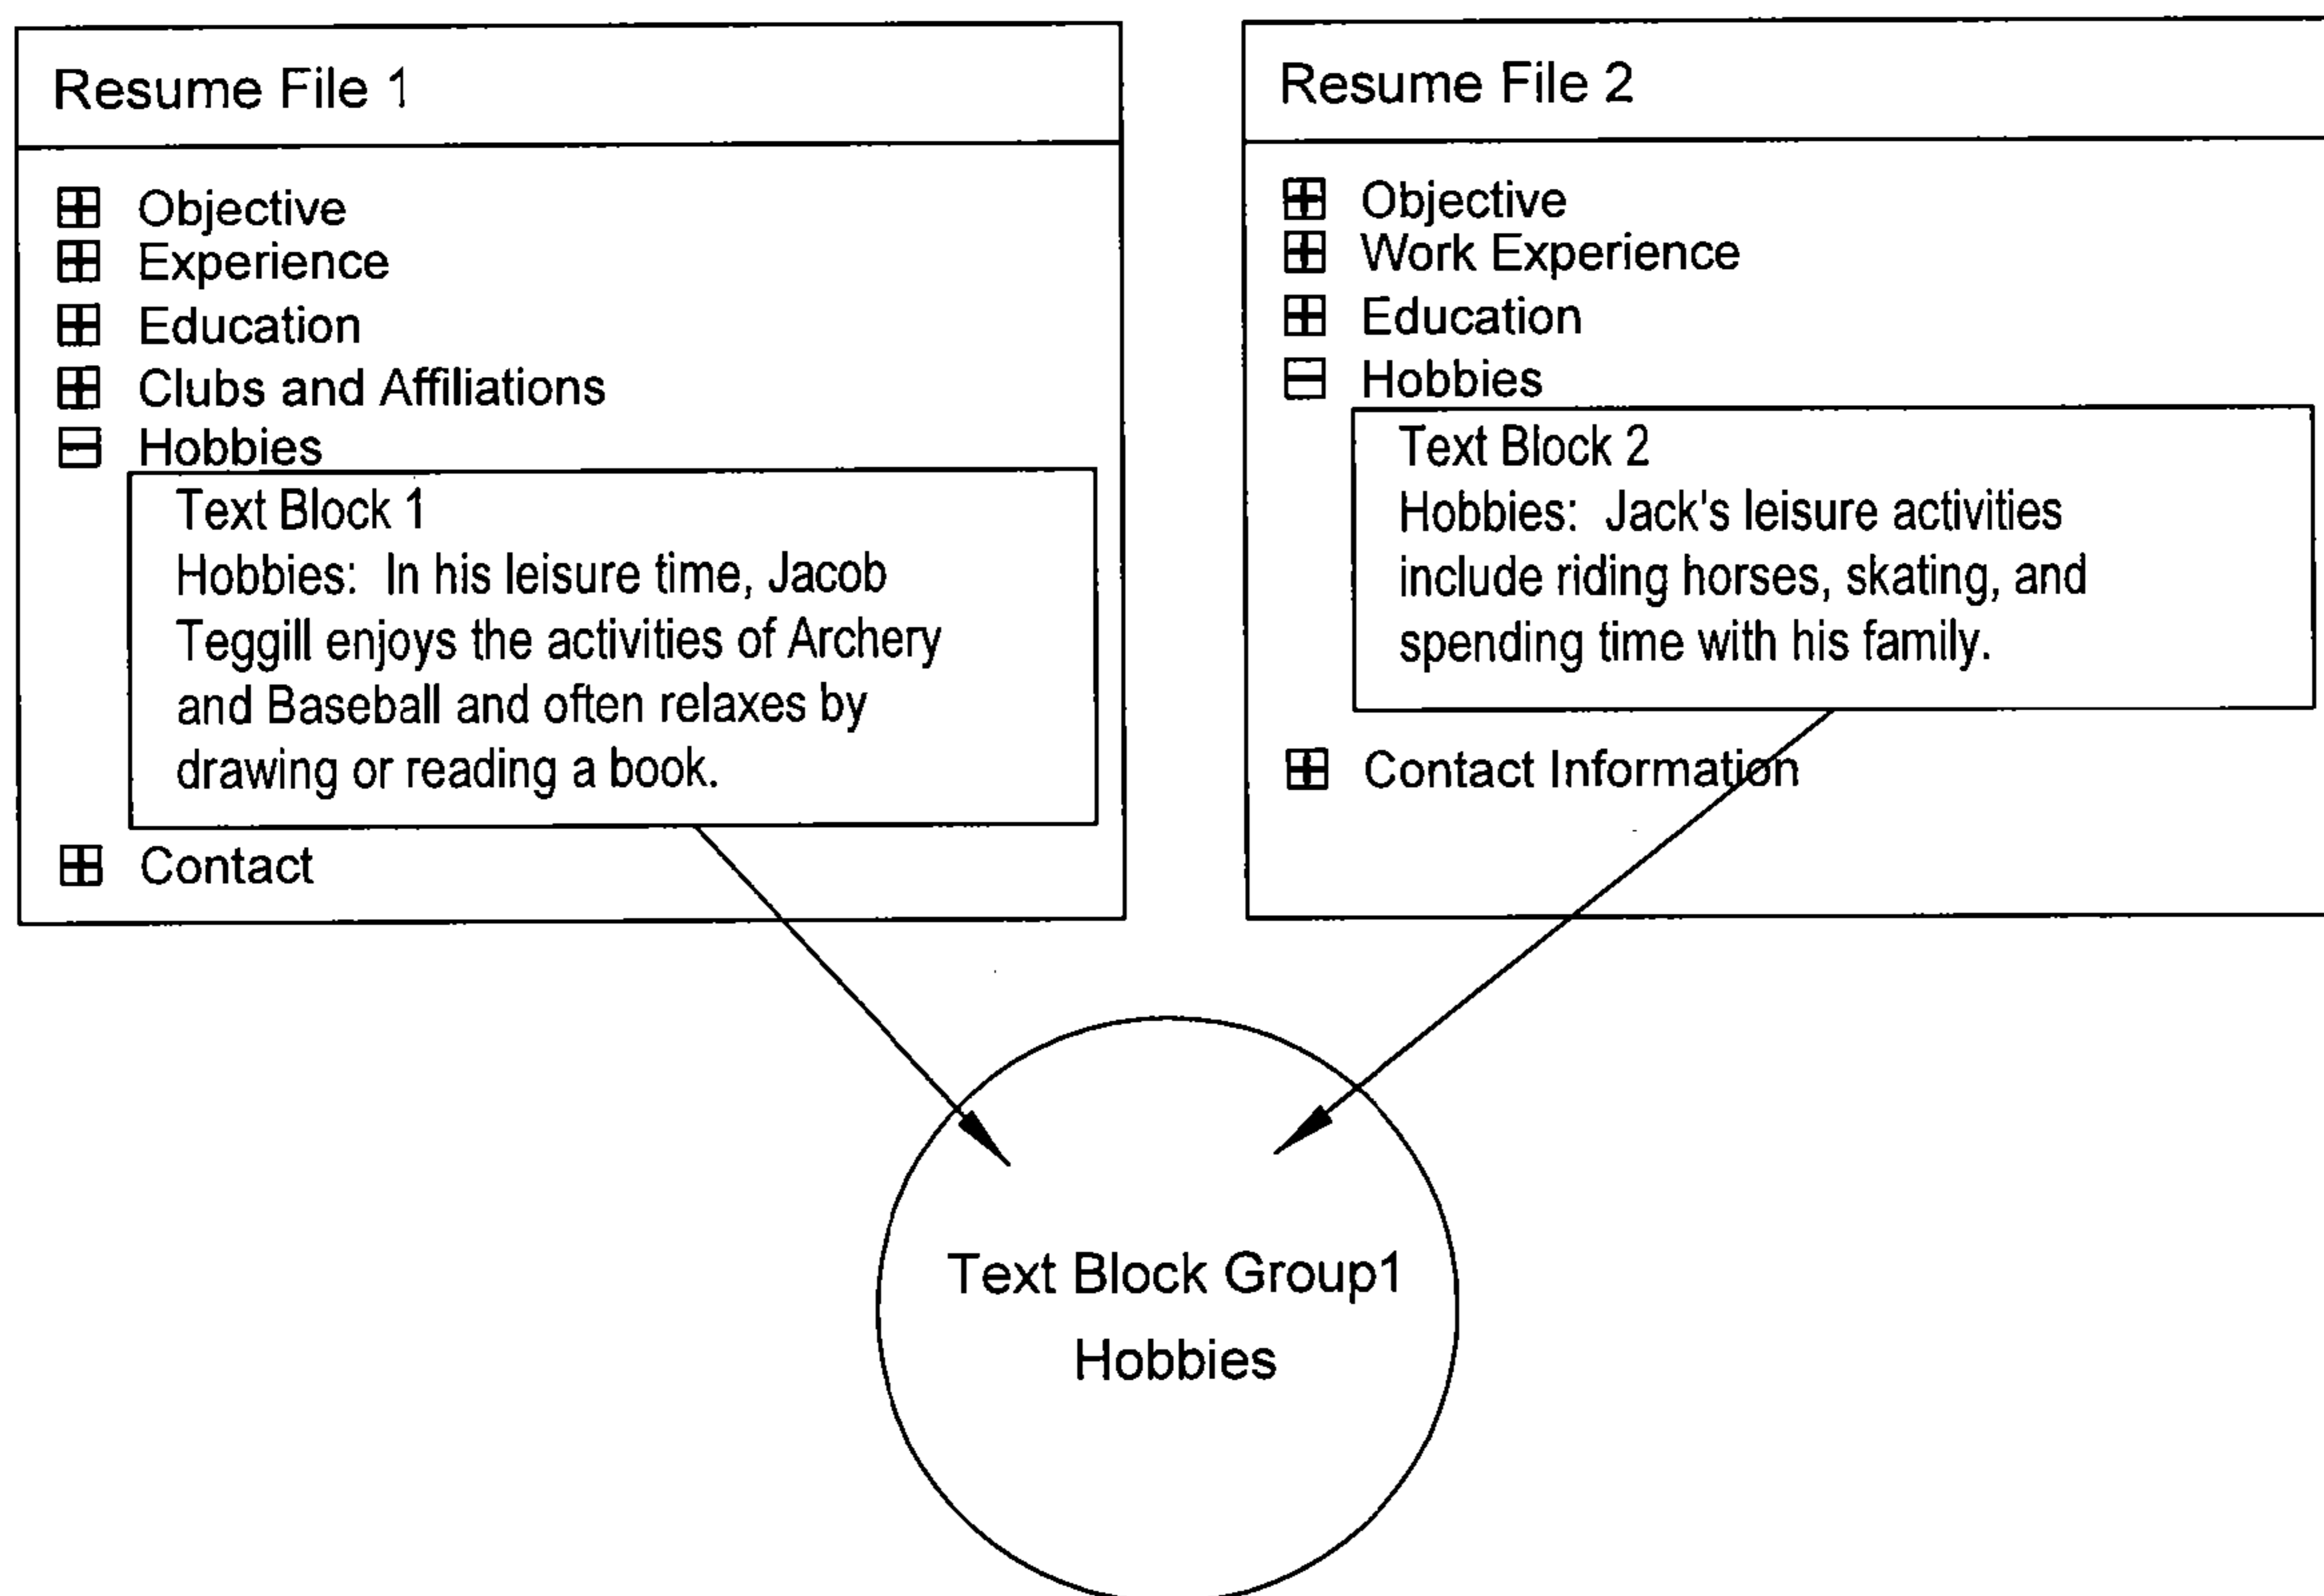 Resume File 1
Objective
Experience
Education
Clubs and Affiliations
Hobbies
Text Block 1
Hobbies: In his leisure time, Jacob
Teggill enjoys the activities of Archery
and Baseball and often relaxes by
drawing or reading a book.
Contact
Resume File 2
Objective
Work Experience
Education
Hobbies
Text Block 2
Hobbies: Jack's leisure activities
include riding horses, skating, and
spending time with his family.
Contact Information
Text Block Group1
Hobbies